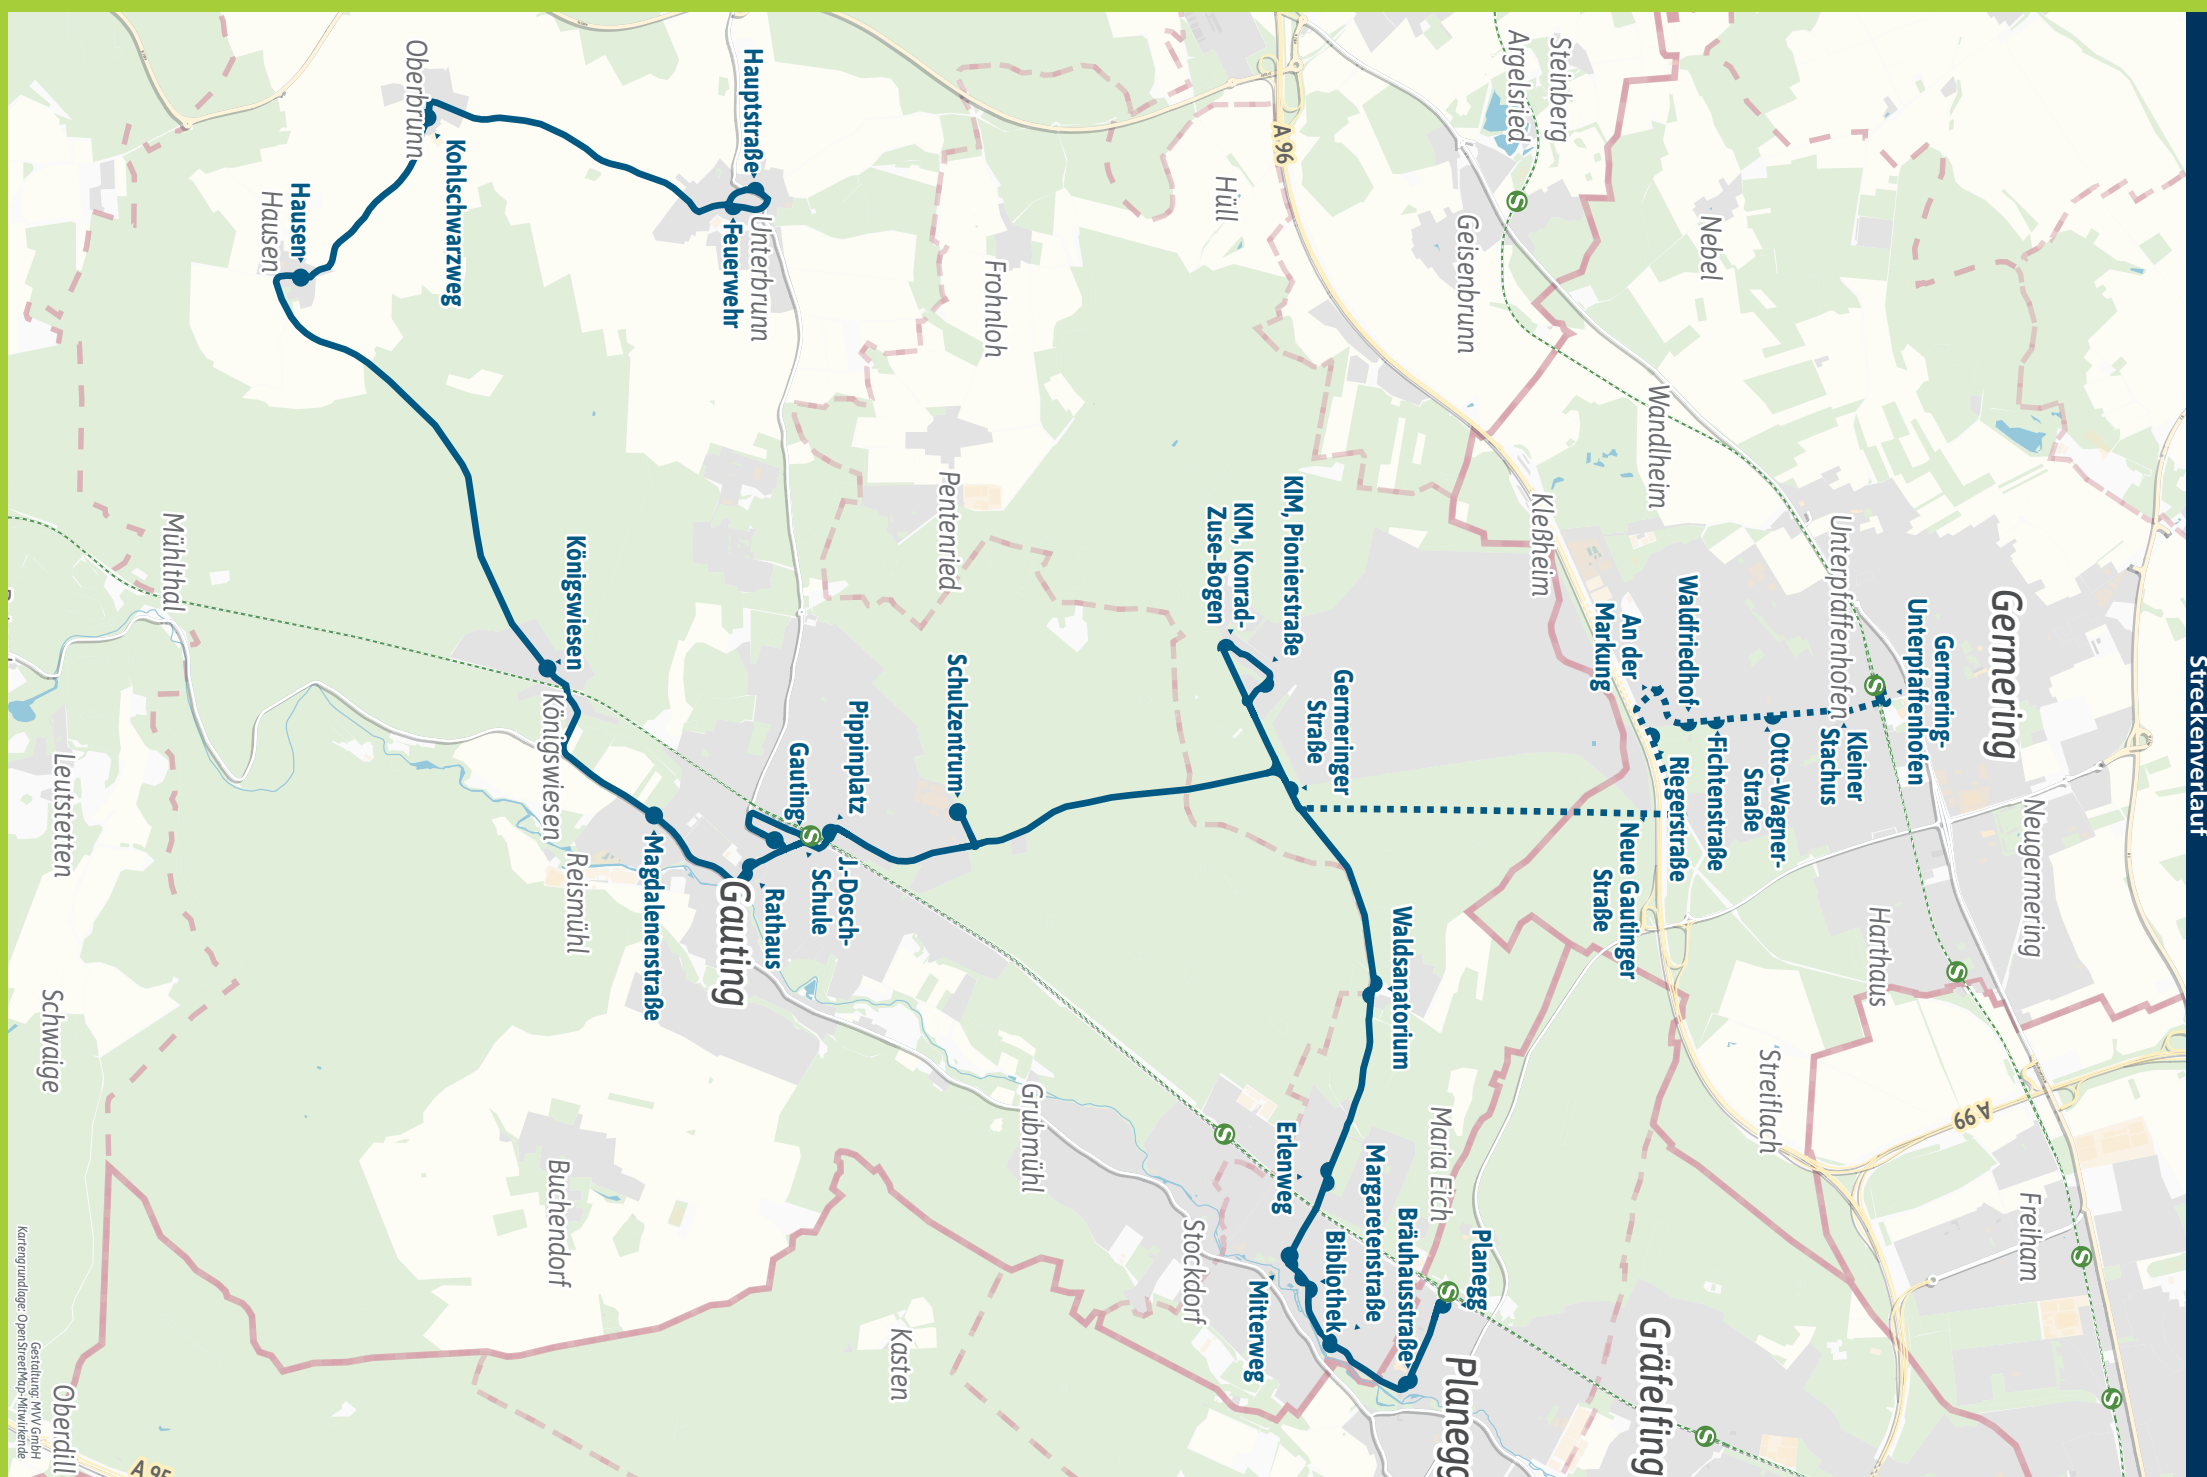 Streckenverlauf
Germering
Neugermering
Freiham
Germering-
Unterpfaffenhofen
Harthaus
Unterpfaffenhofen
Kleiner
Stachus
A 99
Otto-Wagner-
Straße
Streiflach
Nebel
Fichtenstraße
Waldfriedhof
Riegerstraße
Wandlheim
An der
Markung
Neue Gautinger
Straße
Gräfelfing
Steinberg
Argelsried
Kleßheim
Geisenbrunn
Planegg
Planegg
Maria Eich
Bräuhausstraße
Waldsanatorium
Margaretenstraße
Germeringer
Straße
Bibliothek
A 96
KIM, Pionierstraße
Erlenweg
Mitterweg
Hüll
KIM, Konrad-
Zuse-Bogen
Stockdorf
Grubmühl
Frohnloh
Pentenried
Schulzentrum
Kasten
Pippinplatz
J.-Dosch-
Schule
Gauting
Rathaus
Gauting
Hauptstraße
Unterbrunn
Feuerwehr
Magdalenenstraße
Königswiesen
Königswiesen
Reismühl
Buchendorf
Oberbrunn
Kohlschwarzweg
Hausen
Hausen
Mühlthal
Leutstetten
Schwaige
Oberdill
A 95
Gestaltung: MVV GmbH
Kartengrundlage: OpenStreetMap-Mitwirkende